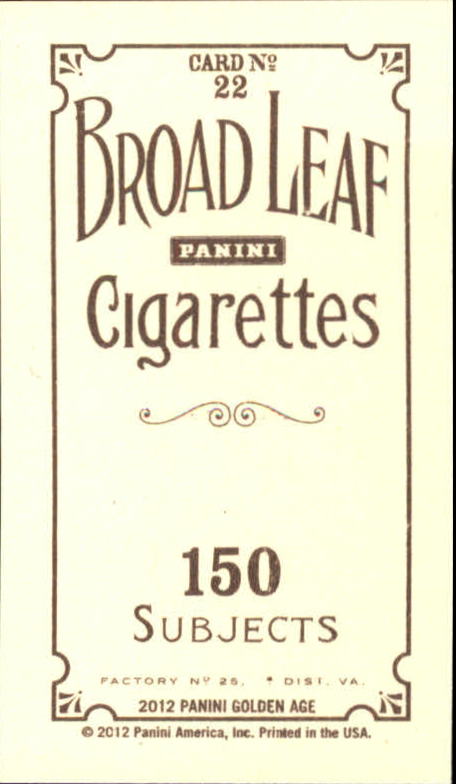 CARD Nº
22
BROAD LEAF
PANINI
Cigarettes
150
SUBJECTS
FACTORY Nº 25, DIST. VA.
2012 PANINI GOLDEN AGE
© 2012 Panini America, Inc. Printed in the USA.